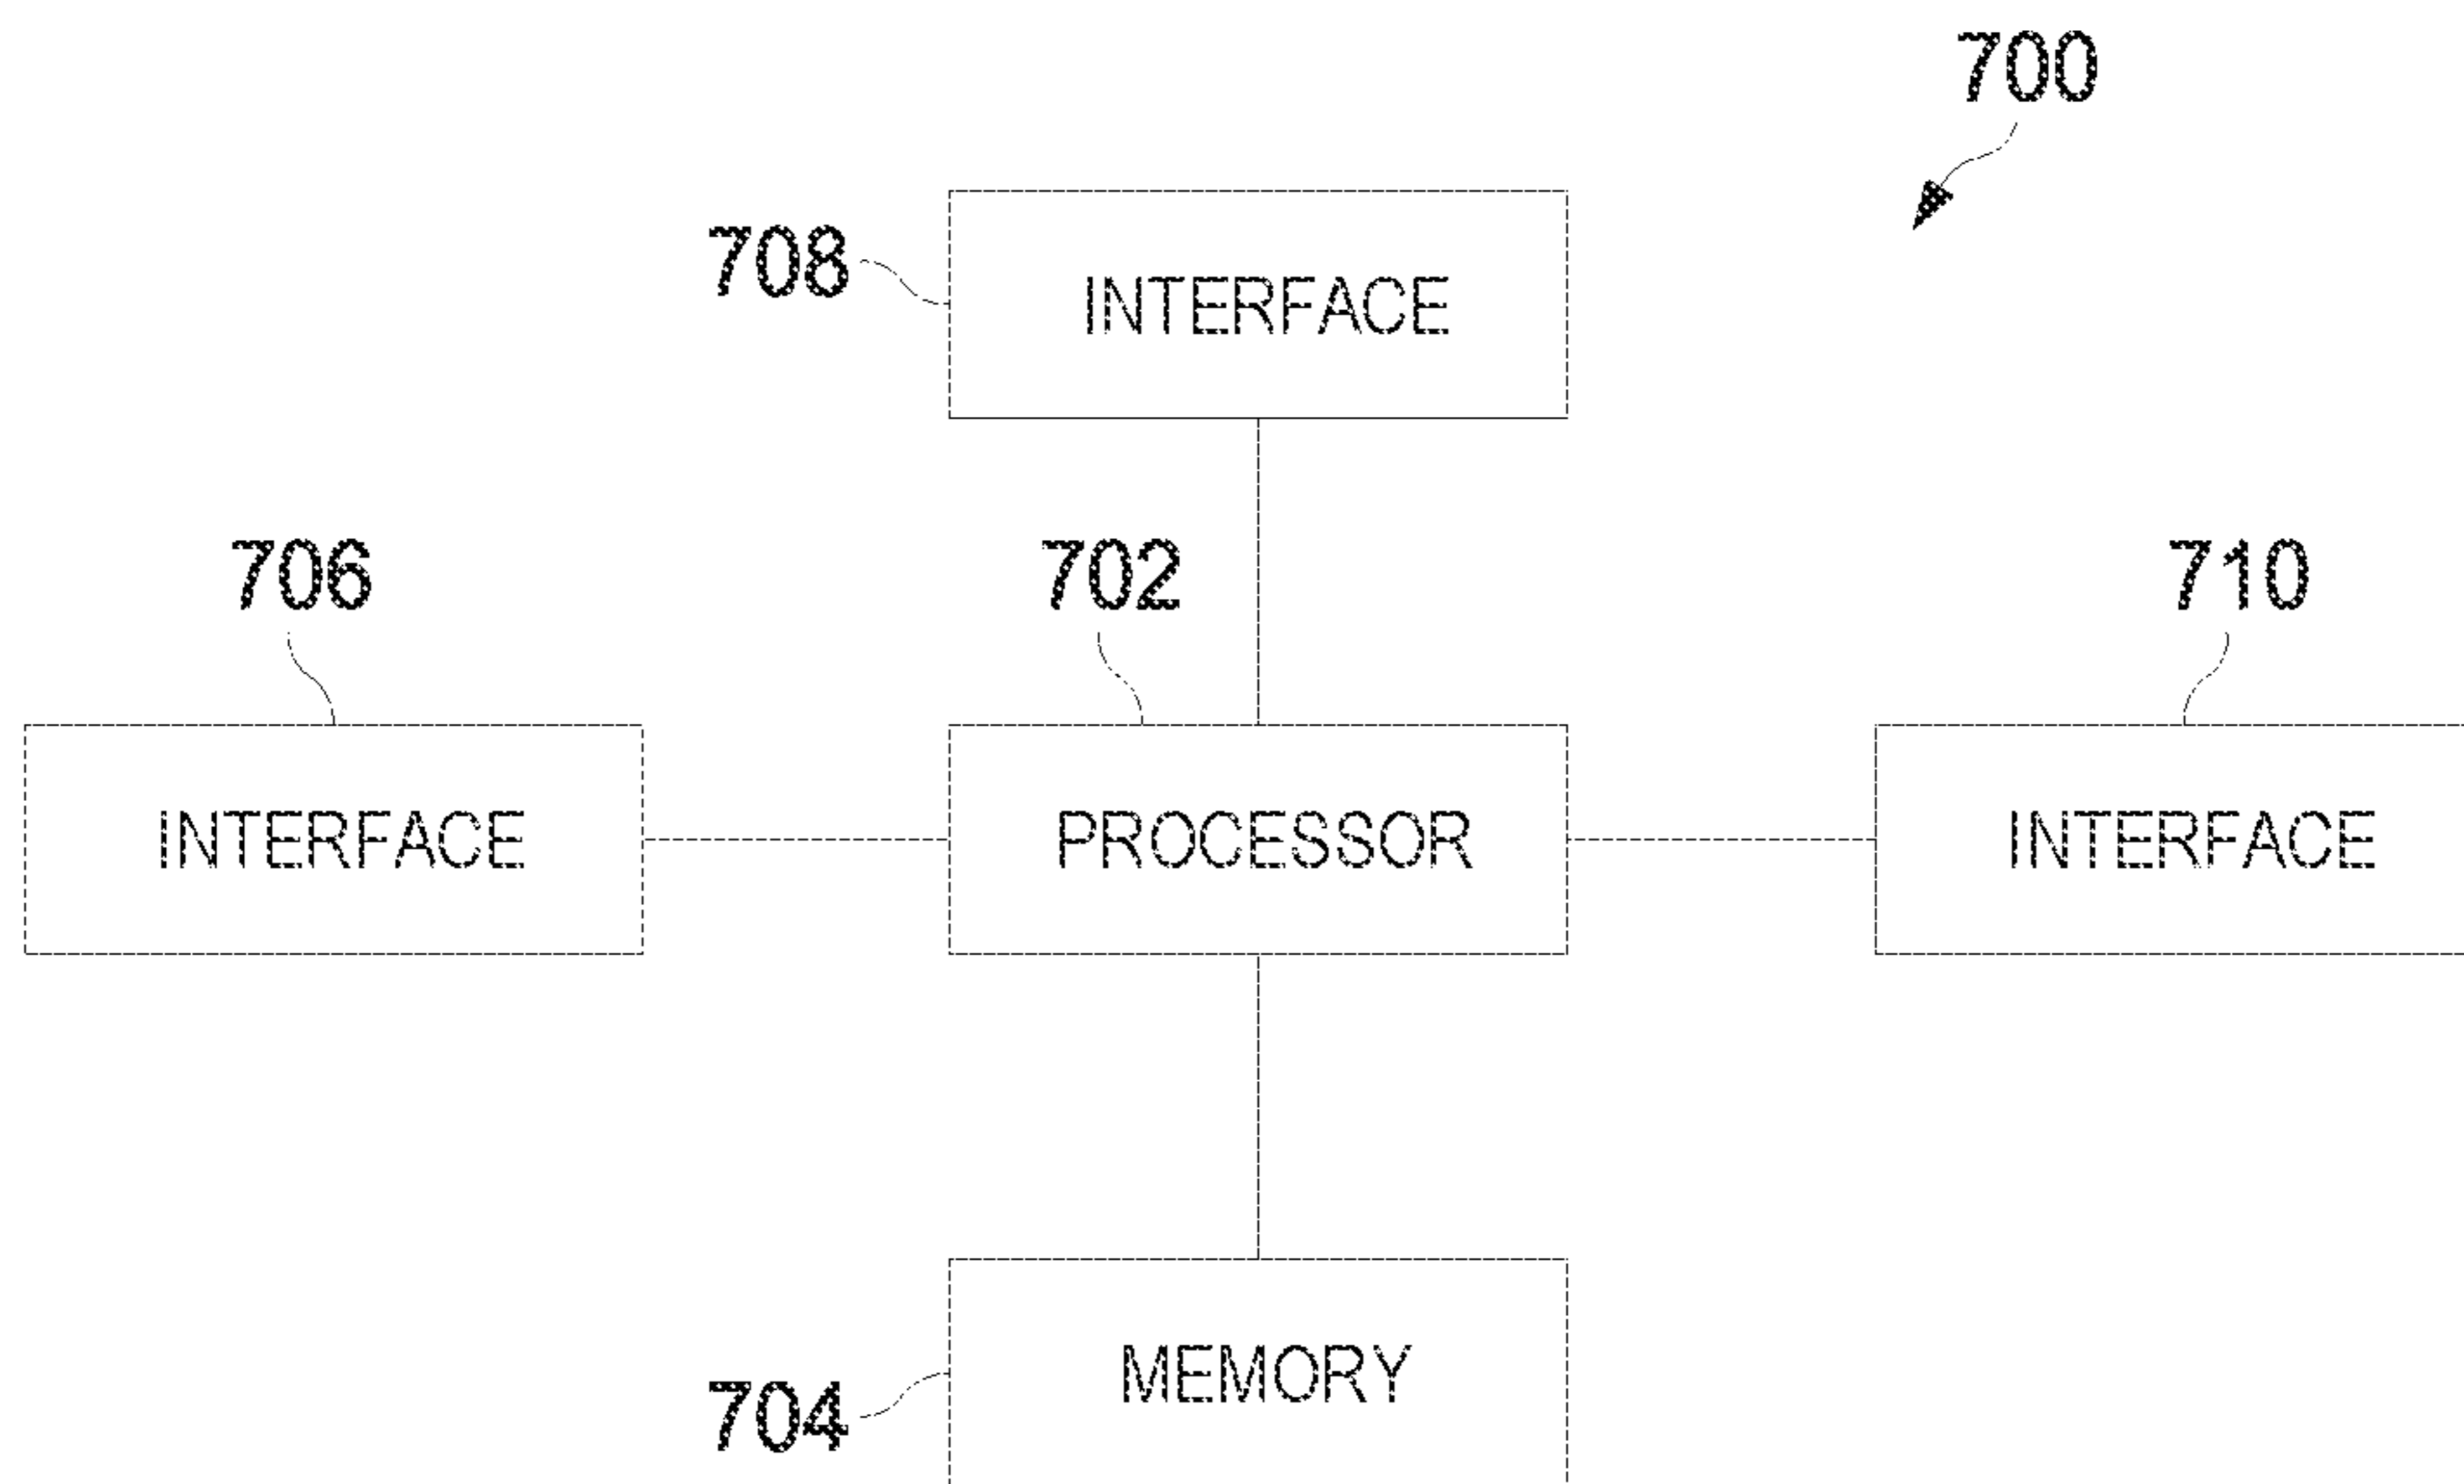 700
708
INTERFACE
706
702
710
INTERFACE
PROCESSOR
INTERFACE
704
MEMORY